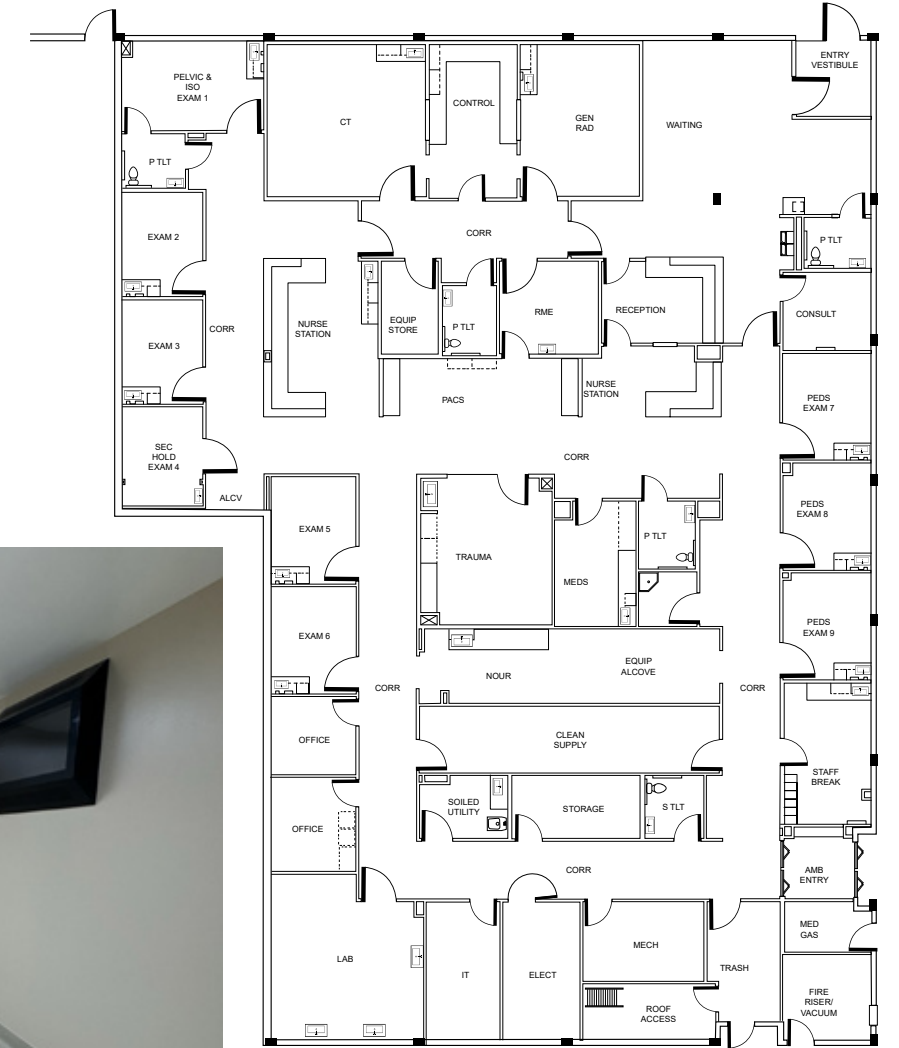 ENTRY
VESTIBULE
PELVIC &
ISO
EXAM 1
CONTROL
CT
GEN
RAD
WAITING
P TLT
EXAM 2
CORR
P TLT
NURSE
STATION
EQUIP
STORE
P TLT
RME
RECEPTION
CONSULT
CORR
EXAM 3
PACS
NURSE
STATION
PEDS
EXAM 7
SEC
HOLD
EXAM 4
CORR
ALCV
PEDS
EXAM 8
EXAM 5
TRAUMA
P TLT
MEDS
EXAM 6
PEDS
EXAM 9
NOUR
EQUIP
ALCOVE
CORR
CORR
OFFICE
CLEAN
SUPPLY
STAFF
BREAK
OFFICE
SOILED
UTILITY
STORAGE
S TLT
CORR
AMB
ENTRY
MED
GAS
LAB
IT
ELECT
MECH
TRASH
ROOF
ACCESS
FIRE
RISER/
VACUUM